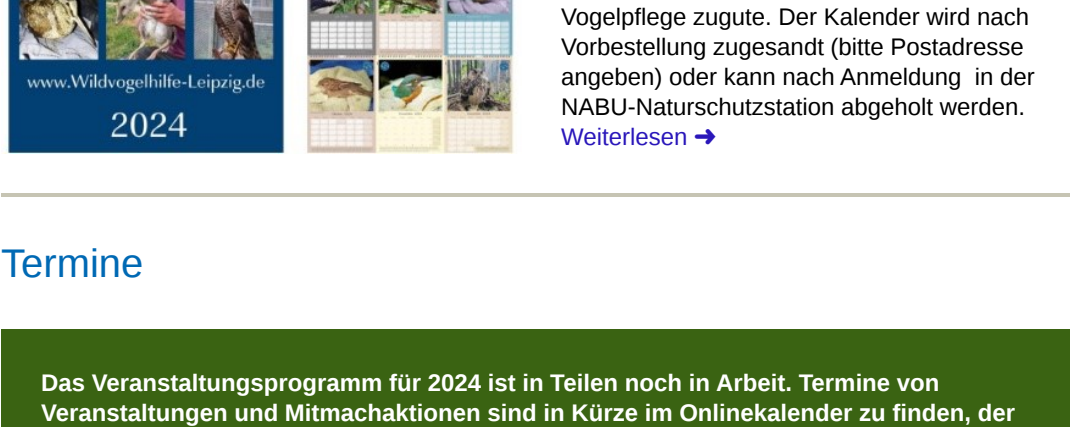 www.Wildvogelhilfe-Leipzig.de
2024
Vogelpflege zugute. Der Kalender wird nach
Vorbestellung zugesandt (bitte Postadresse
angeben) oder kann nach Anmeldung in der
NABU-Naturschutzstation abgeholt werden.
Weiterlesen ➜
Termine
Das Veranstaltungsprogramm für 2024 ist in Teilen noch in Arbeit. Termine von
Veranstaltungen und Mitmachaktionen sind in Kürze im Onlinekalender zu finden, der